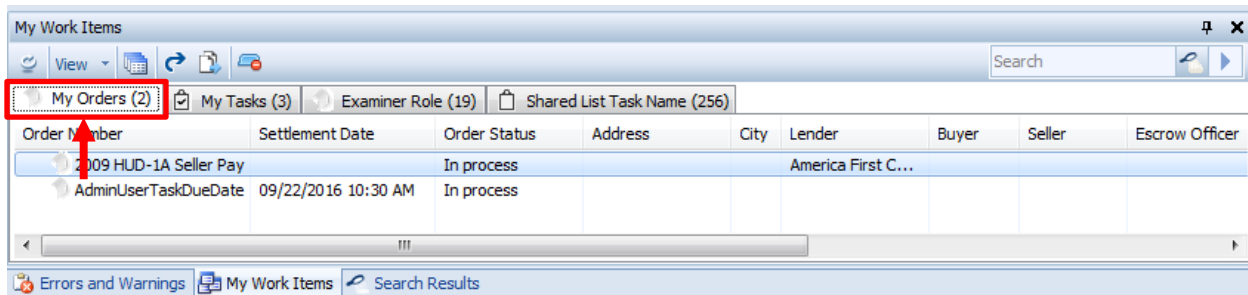 My Work Items
View Search
My Orders (2) My Tasks (3) Examiner Role (19) Shared List Task Name (256)
Order Number Settlement Date Order Status Address City Lender Buyer Seller Escrow Officer
2009 HUD-1A Seller Pay In process America First C...
AdminUserTaskDueDate 09/22/2016 10:30 AM In process
Errors and Warnings My Work Items Search Results